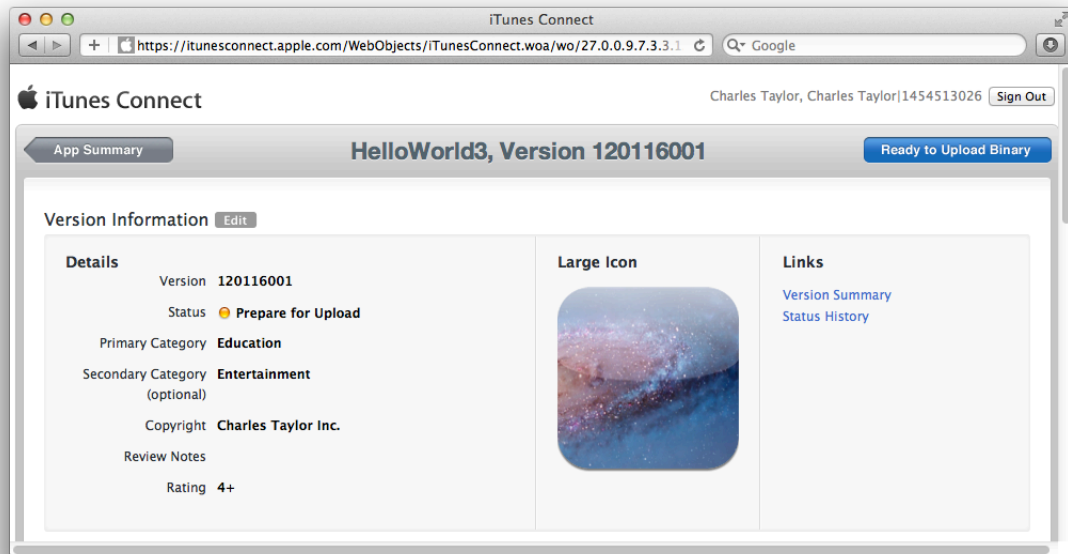 iTunes Connect
https://itunesconnect.apple.com/WebObjects/iTunesConnect.woa/wo/27.0.0.9.7.3.3.1
Google
iTunes Connect
Charles Taylor, Charles Taylor|1454513026 Sign Out
App Summary
HelloWorld3, Version 120116001
Ready to Upload Binary
Version Information Edit
Details
Version 120116001
Status Prepare for Upload
Primary Category Education
Secondary Category Entertainment
(optional)
Copyright Charles Taylor Inc.
Review Notes
Rating 4+
Large Icon
Links
Version Summary
Status History